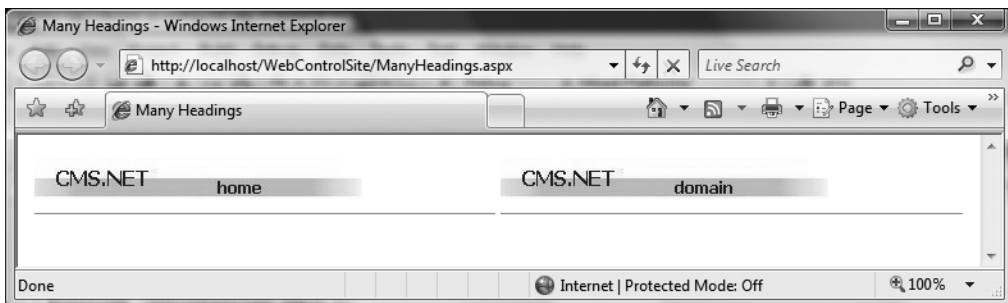 Many Headings - Windows Internet Explorer
http://localhost/WebControlSite/ManyHeadings.aspx
Live Search
Many Headings
Page
Tools
CMS.NET
home
CMS.NET
domain
Done
Internet | Protected Mode: Off
100%